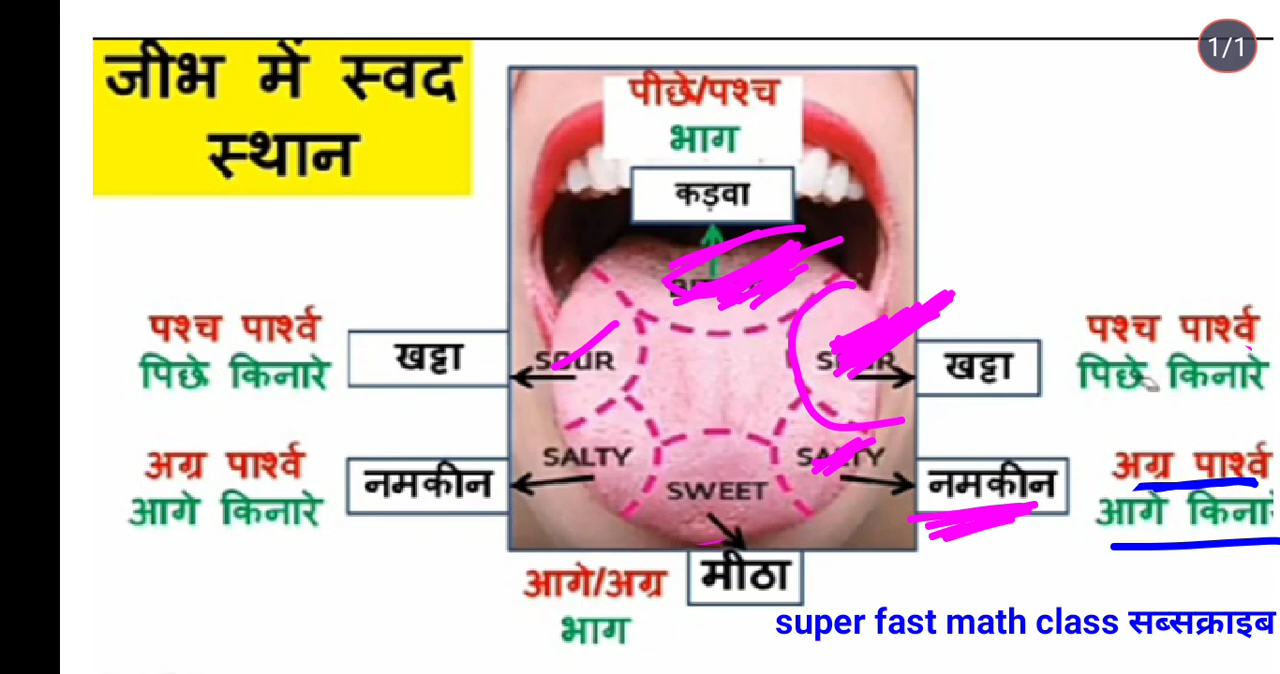 1/1
जीभ में स्वद
स्थान
पीछे/पश्च
भाग
कड़वा
पश्च पार्श्व
पिछे किनारे
खट्टा
SOUR
खट्टा
पश्च पार्श्व
पिछे किनारे
अग्र पार्श्व
आगे किनारे
नमकीन
SALTY
SWEET
SALTY
नमकीन
अग्र पार्श्व
आगे
मीठा
आगे/अग्र
भाग
super fast math class सब्सक्राइब